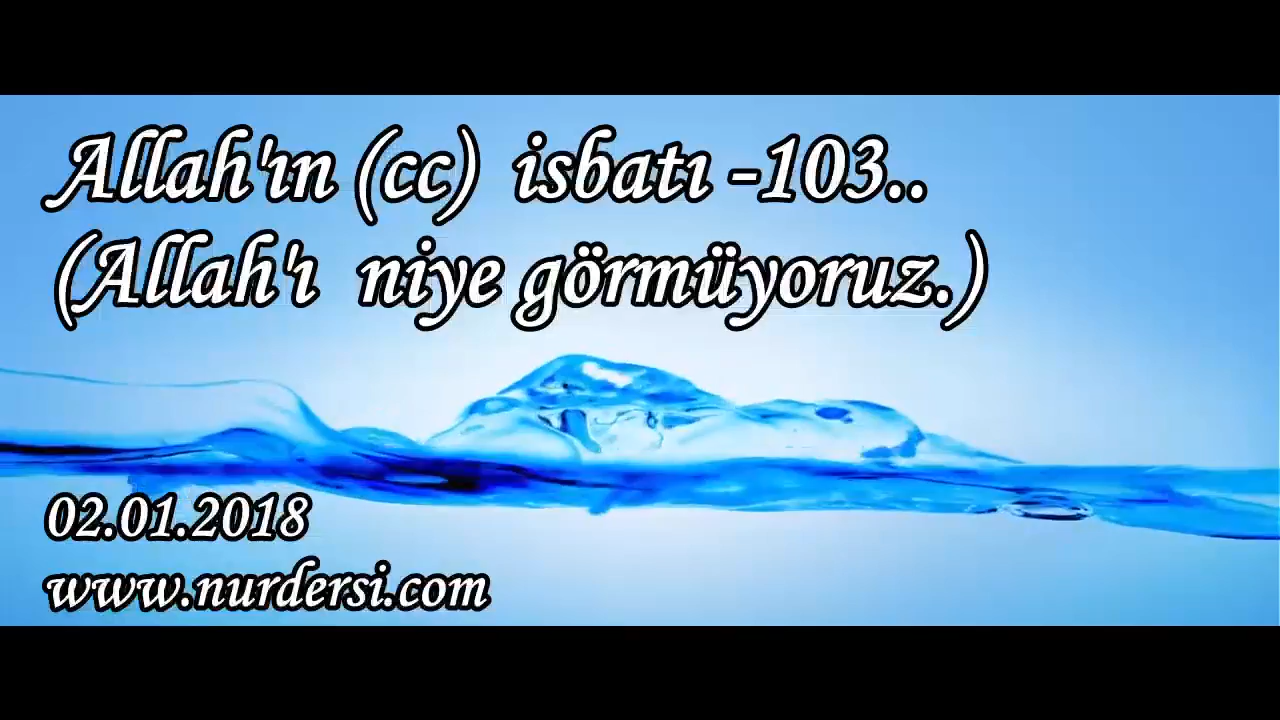 Allah'ın (cc) isbatı -103..
(Allah'ı niye görmüyoruz.)
02.01.2018
www.nurdersi.com